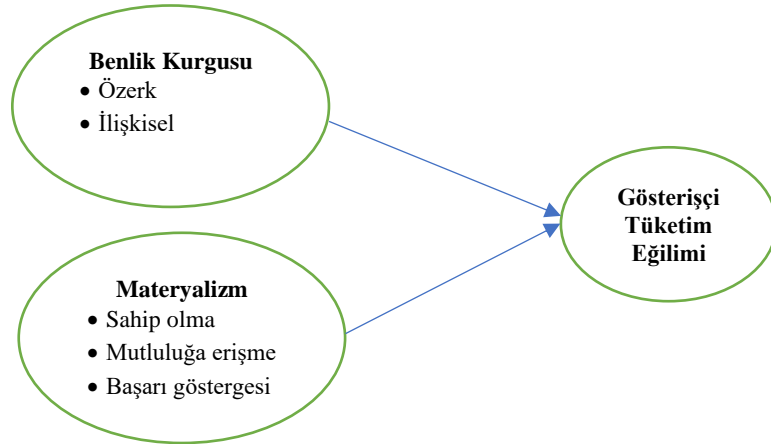 Benlik Kurgusu
• Özerk
• İlişkisel
Materyalizm
• Sahip olma
• Mutluluğa erişme
• Başarı göstergesi
Gösterişçi
Tüketim
Eğilimi